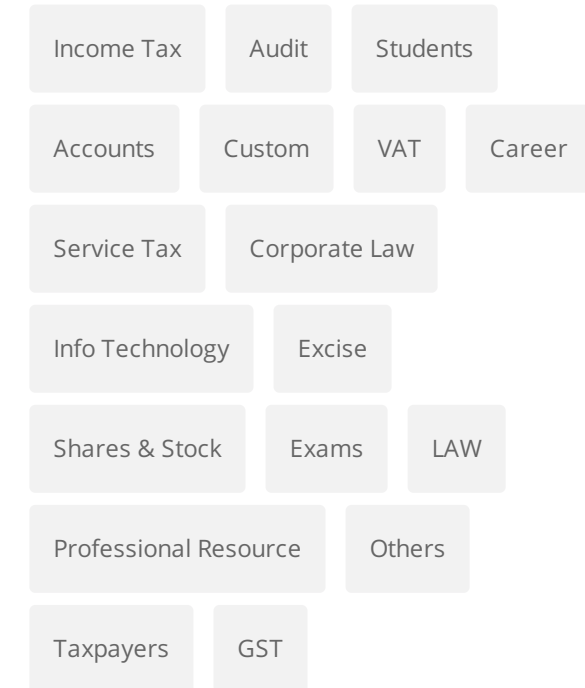 Income Tax Audit Students
Accounts Custom VAT Career
Service Tax Corporate Law
Info Technology Excise
Shares & Stock Exams LAW
Professional Resource Others
Taxpayers GST